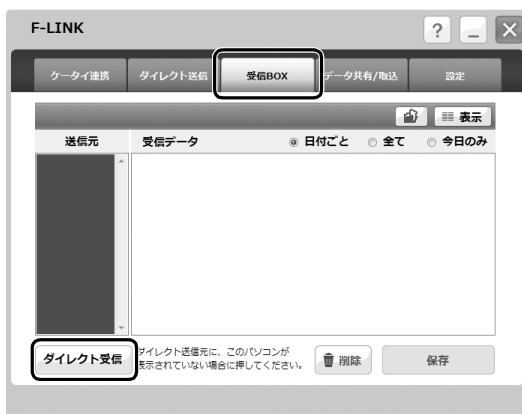 F-LINK
?
ケータイ連携 ダイレクト送信 受信BOX データ共有/取込 設定
表示
送信元 受信データ 日付ごと 全て 今日のみ
ダイレクト受信
ダイレクト送信元に、このパソコンが
表示されていない場合に押してください。
削除
保存